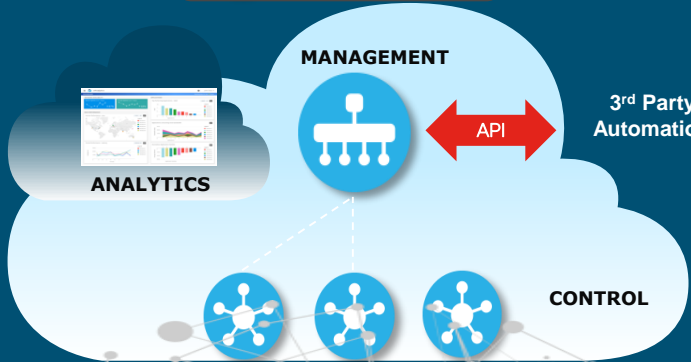 MANAGEMENT
3rd Party
API
ANALYTICS
CONTROL